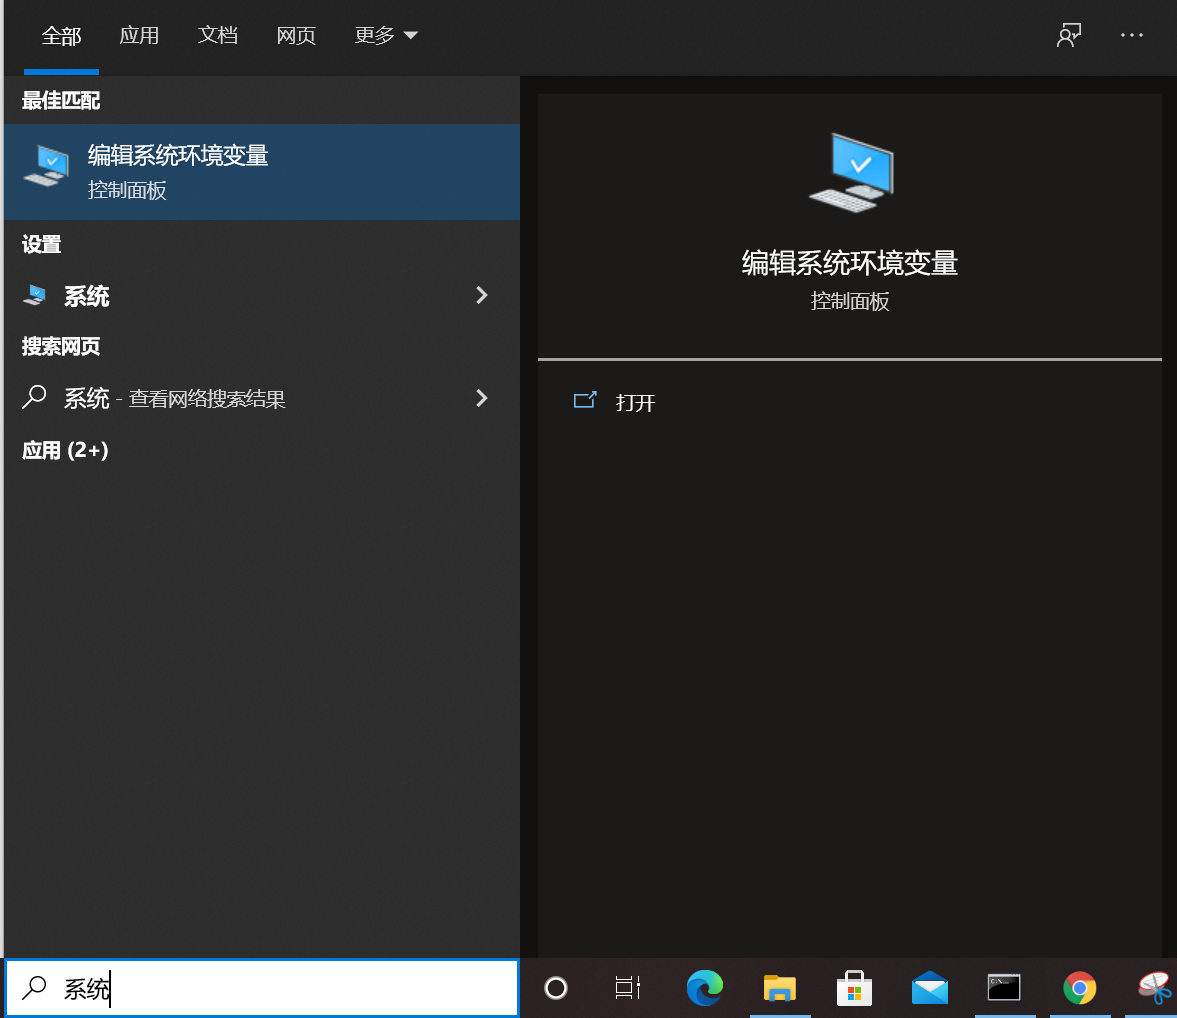 全部 应用 文档 网页 更多
最佳匹配
编辑系统环境变量
控制面板
设置
系统
搜索网页
系统 - 查看网络搜索结果
应用 (2+)
编辑系统环境变量
控制面板
打开
系统